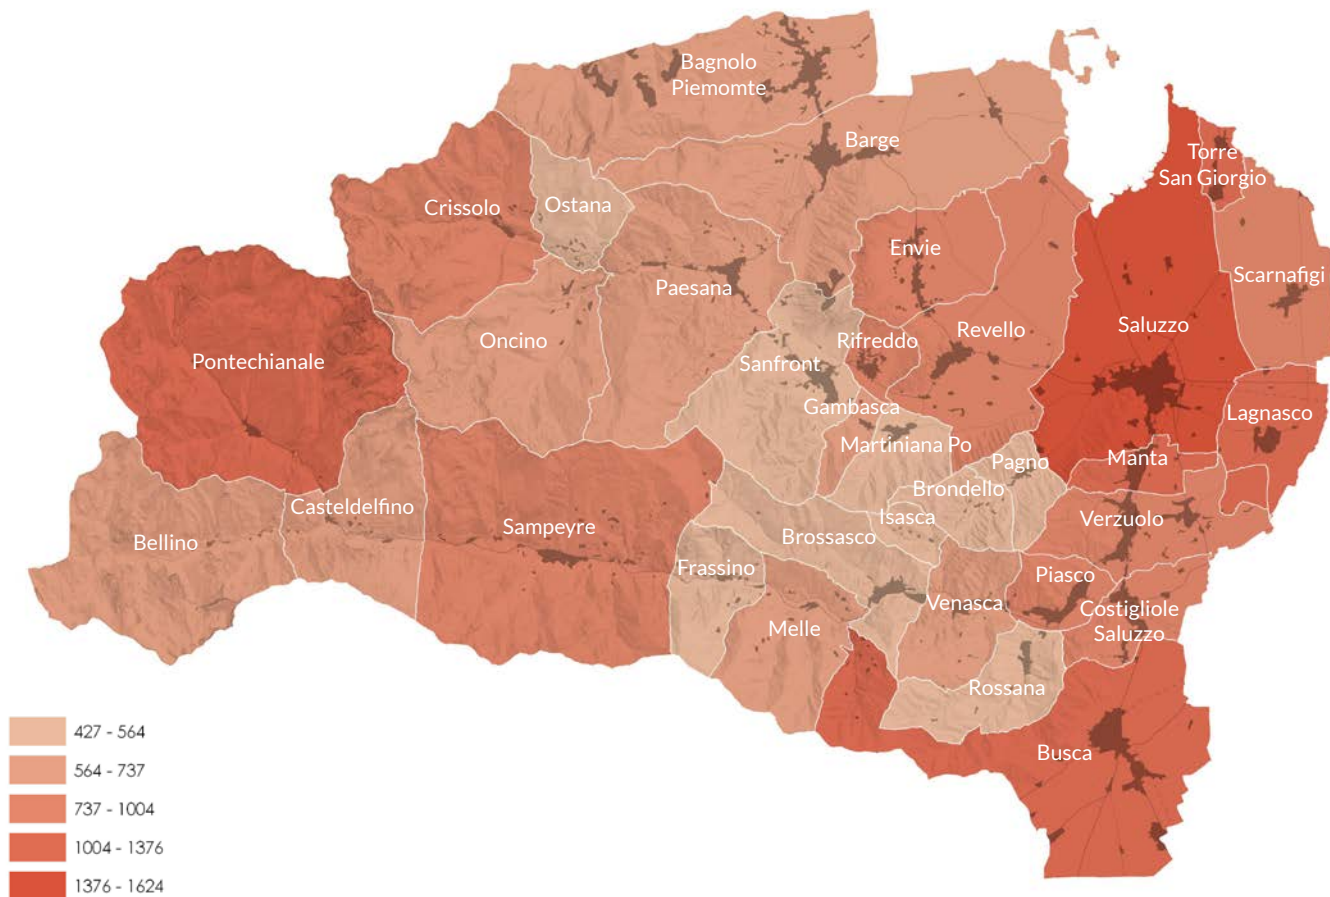 Bagnolo
Piemomte
Barge
Torre
San Giorgio
Crissolo
Ostana
Envie
Scarnafigi
Paesana
Saluzzo
Revello
Oncino
Rifreddo
Pontechianale
Sanfront
Gambasca
Lagnasco
Martiniana Po
Manta
Pagno
Brondello
Casteldelfino
Isasca
Verzuolo
Sampeyre
Brossasco
Bellino
Frassino
Piasco
Venasca
Costigliole
Saluzzo
Melle
Rossana
Busca
427 - 564
564 - 737
737 - 1004
1004 - 1376
1376 - 1624